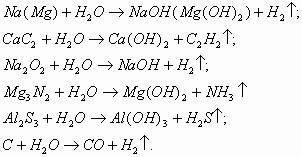 Na(Mg) + H₂O → NaOH(Mg(OH)₂) + H₂↑;
CaC₂ + H₂O → Ca(OH)₂ + C₂H₂↑;
Na₂O₂ + H₂O → NaOH + H₂↑;
Mg₃N₂ + H₂O → Mg(OH)₂ + NH₃ ↑
Al₂S₃ + H₂O → Al(OH)₃ + H₂S↑;
C + H₂O → CO + H₂↑.